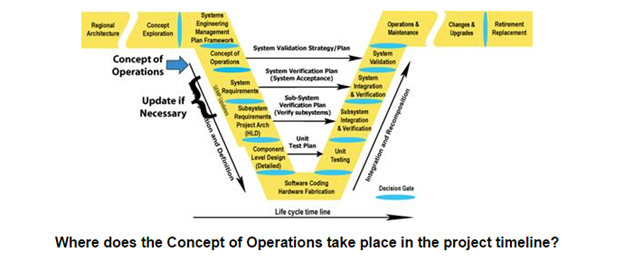 Regional
Architecture
Concept
Exploration
Systems
Engineering
Management
Plan Framework
Operations &
Maintenance
Changes &
Upgrades
Retirement
Replacement
Concept of
Operations
Concept of
Operations
System Validation Strategy/Plan
System
Validation
System
Requirements
System Verification Plan
(System Acceptance)
System
Integration
& Verification
Update if
Necessary
Subsystem
Requirements
Project Arch
(HLD)
Sub-System
Verification Plan
(Verify subsystems)
Subsystem
Integration
& Verification
and Definition
Integration and Recomposition
Component
Level Design
(Detailed)
Unit
Test Plan
Unit
Testing
Software Coding
Hardware Fabrication
Decision Gate
Life cycle time line
Where does the Concept of Operations take place in the project timeline?